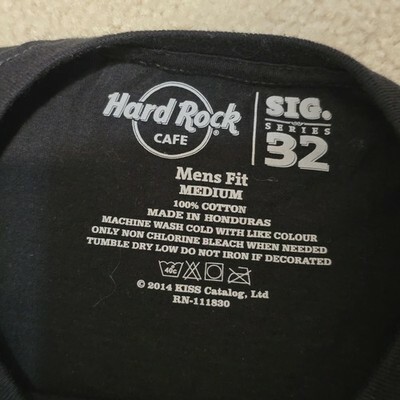 Hard Rock
CAFE
SIG.
SERIES
32
Mens Fit
MEDIUM
100% COTTON
MADE IN HONDURAS
MACHINE WASH COLD WITH LIKE COLOUR
ONLY NON CHLORINE BLEACH WHEN NEEDED
TUMBLE DRY LOW DO NOT IRON IF DECORATED
40C
© 2014 KISS Catalog, Ltd
RN-111830